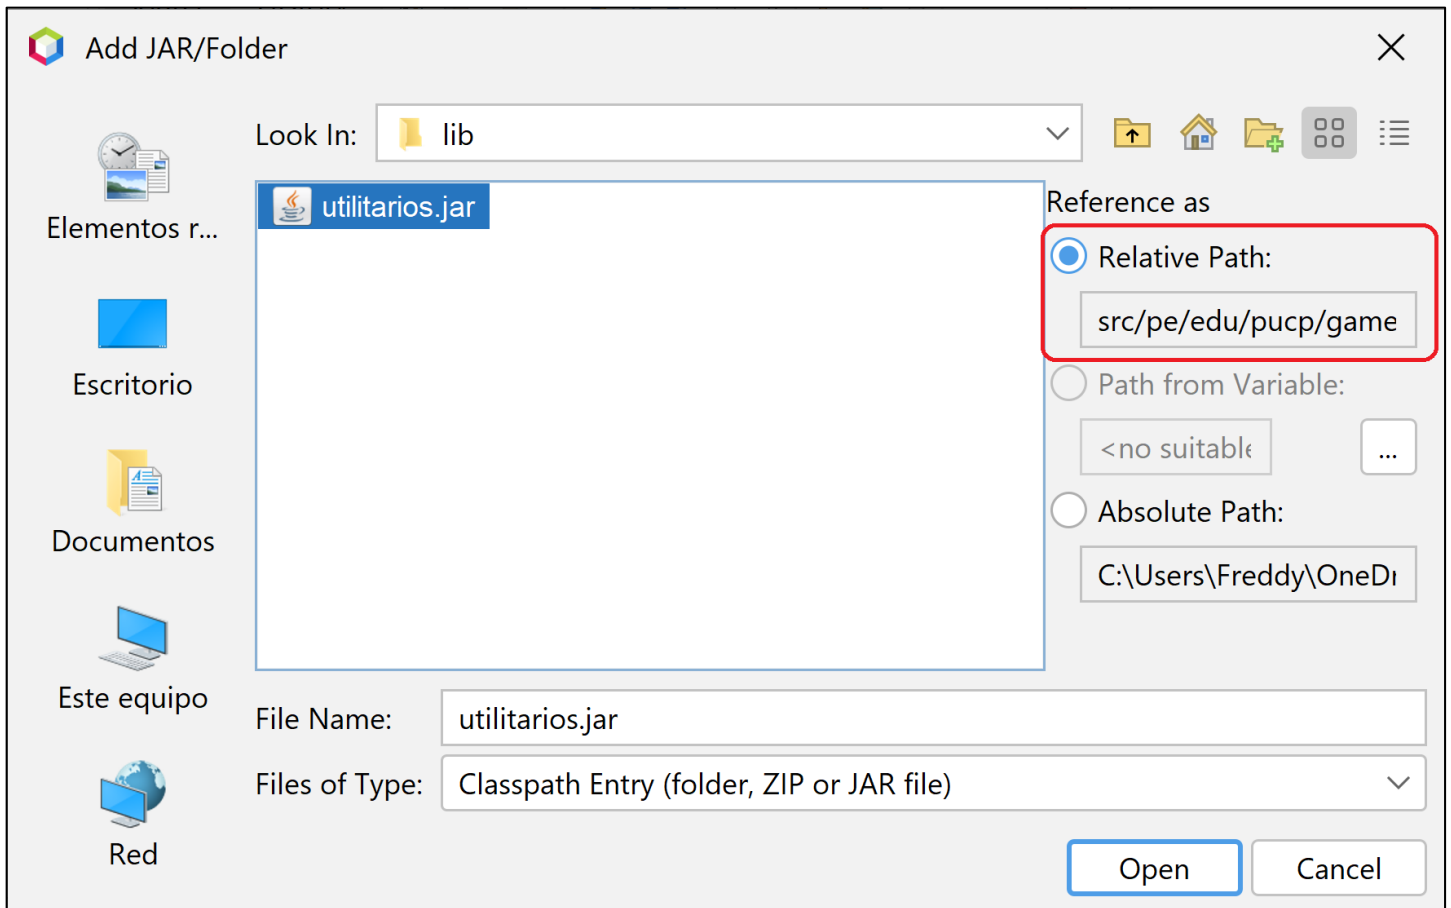 Add JAR/Folder
Look In:
lib
Elementos r...
Escritorio
Documentos
Este equipo
Red
utilitarios.jar
Reference as
Relative Path:
src/pe/edu/pucp/game
Path from Variable:
<no suitable
...
Absolute Path:
C:\Users\Freddy\OneDr
File Name:
utilitarios.jar
Files of Type:
Classpath Entry (folder, ZIP or JAR file)
Open
Cancel